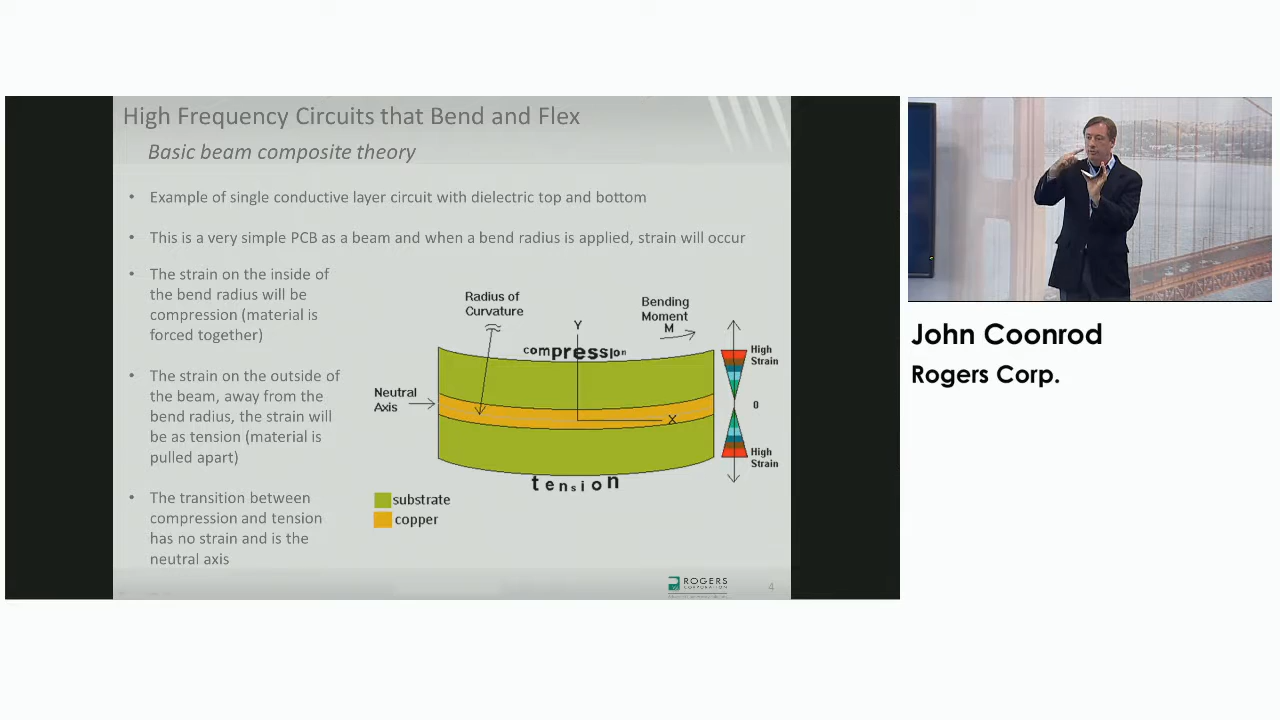 High Frequency Circuits that Bend and Flex
Basic beam composite theory
• Example of single conductive layer circuit with dielectric top and bottom
• This is a very simple PCB as a beam and when a bend radius is applied, strain will occur
• The strain on the inside of
the bend radius will be
compression (material is
forced together)
• The strain on the outside of
the beam, away from the
bend radius, the strain will
be as tension (material is
pulled apart)
• The transition between
compression and tension
has no strain and is the
neutral axis
Radius of
Curvature
Y
Bending
Moment
M
compression
High
Strain
Neutral
Axis
0
X
High
Strain
tension
substrate
copper
ROGERS
CORPORATION
4
John Coonrod
Rogers Corp.